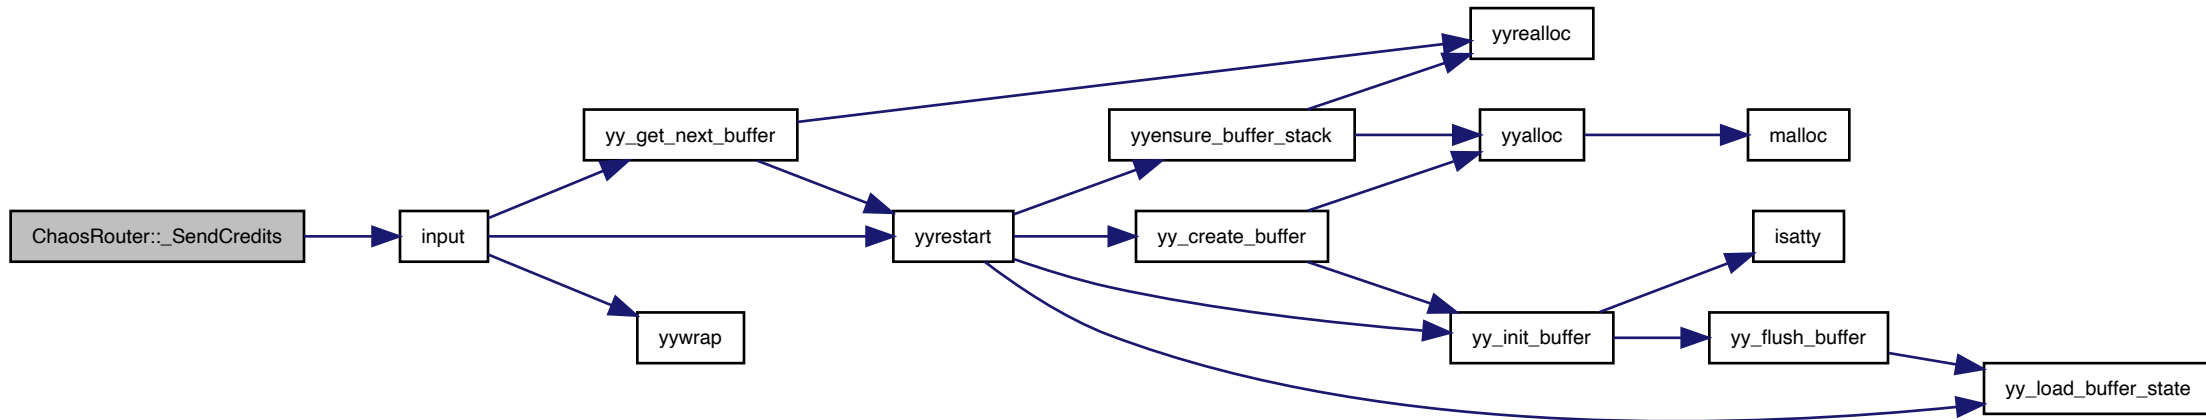 yyrealloc
yy_get_next_buffer
yyensure_buffer_stack
yyalloc
malloc
ChaosRouter::_SendCredits
input
yyrestart
yy_create_buffer
isatty
yywrap
yy_init_buffer
yy_flush_buffer
yy_load_buffer_state